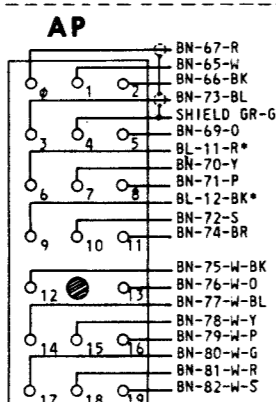 AP
BN-67-R
BN-65-W
BN-66-BK
0 1 2
BN-73-BL
SHIELD GR-G
BN-69-O
3 4 5
BL-11-R*
BN-70-Y
BN-71-P
6 7 8
BL-12-BK*
BN-72-S
BN-74-BR
9 10 11
BN-75-W-BK
BN-76-W-O
12 13
BN-77-W-BL
BN-78-W-Y
BN-79-W-P
14 15 16
BN-80-W-G
BN-81-W-R
BN-82-W-S
17 18 19